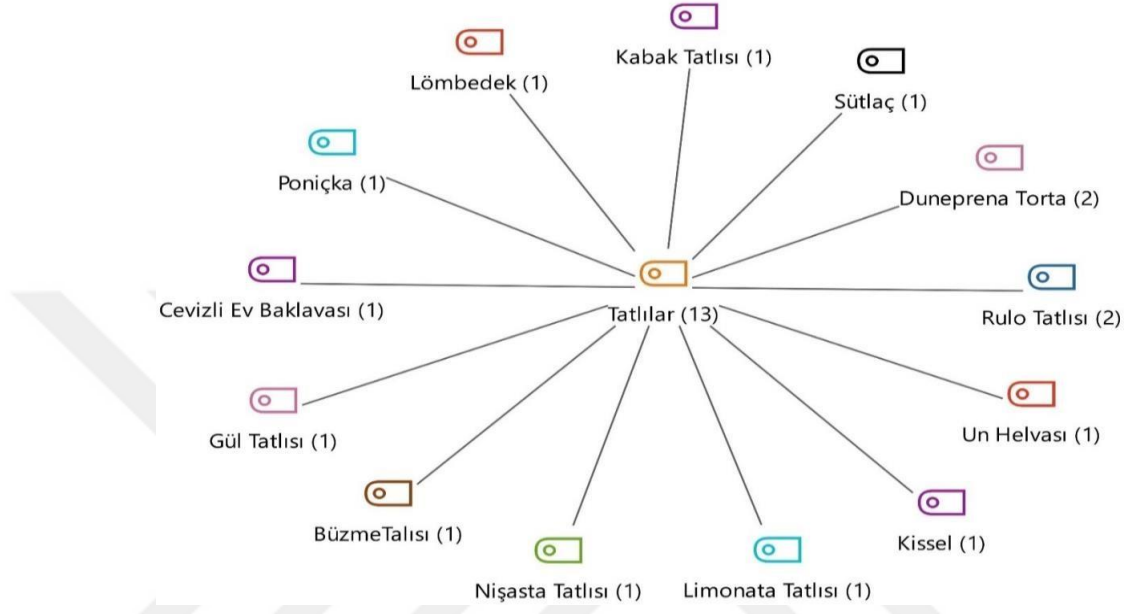 Kabak Tatlısı (1)
Lömbedek (1)
Sütlaç (1)
Poniçka (1)
Duneprena Torta (2)
Cevizli Ev Baklavası (1)
Tatlılar (13)
Rulo Tatlısı (2)
Gül Tatlısı (1)
Un Helvası (1)
BüzmeTalısı (1)
Kissel (1)
Nişasta Tatlısı (1)
Limonata Tatlısı (1)